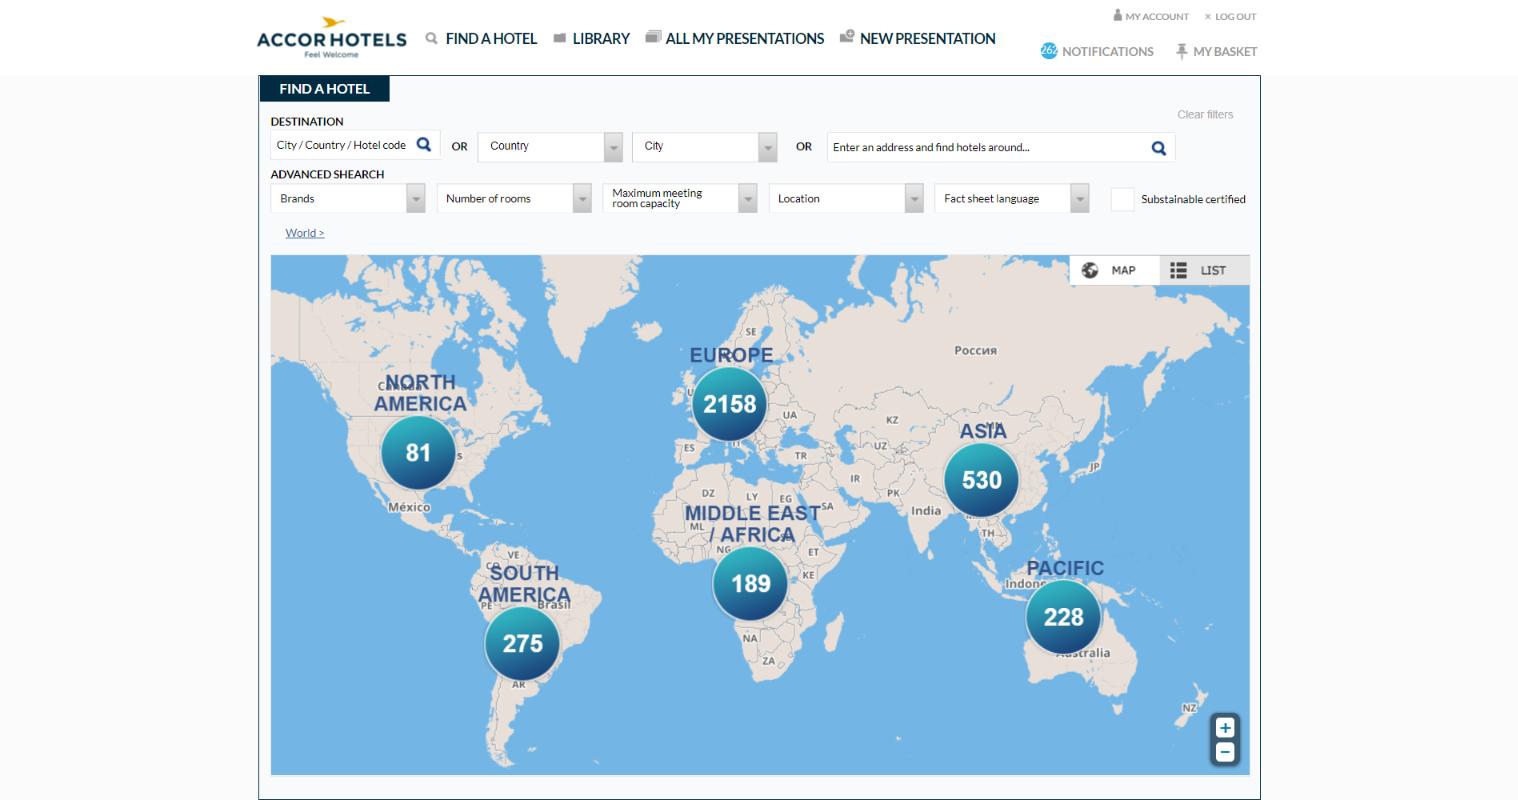 MY ACCOUNT
× LOG OUT
ACCORHOTELS
Feel Welcome
FIND A HOTEL
LIBRARY
ALL MY PRESENTATIONS
NEW PRESENTATION
262 NOTIFICATIONS
MY BASKET
FIND A HOTEL
Clear filters
DESTINATION
City / Country / Hotel code
OR
Country
City
OR
Enter an address and find hotels around...
ADVANCED SHEARCH
Brands
Number of rooms
Maximum meeting
room capacity
Location
Fact sheet language
Substainable certified
World >
MAP
LIST
SE
Россия
EUROPE
2158
UA
NORTH
AMERICA
81
KZ
ASIA
530
ES
TR
UZ
JP
IR
PK
India
DZ
LY
EG
SA
México
MIDDLE EAST
/ AFRICA
189
ML
NG
ET
KE
TH
VE
SOUTH
AMERICA
275
PE
Brasil
PACIFIC
228
NA
ZA
AR
NZ
+
−